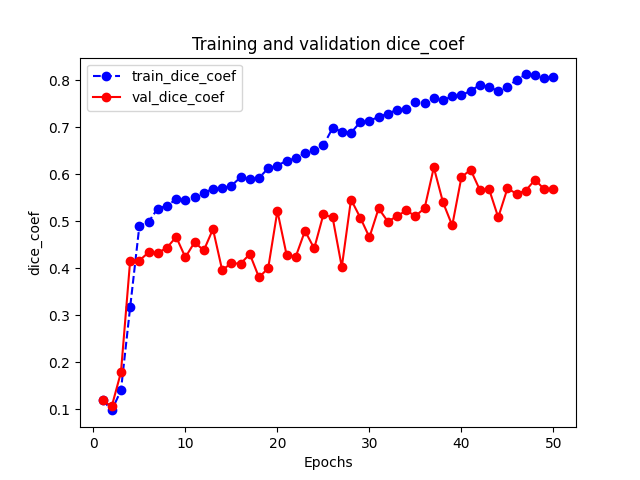 Training and validation dice_coef
train_dice_coef
val_dice_coef
dice_coef
0.8
0.7
0.6
0.5
0.4
0.3
0.2
0.1
0 10 20 30 40 50
Epochs